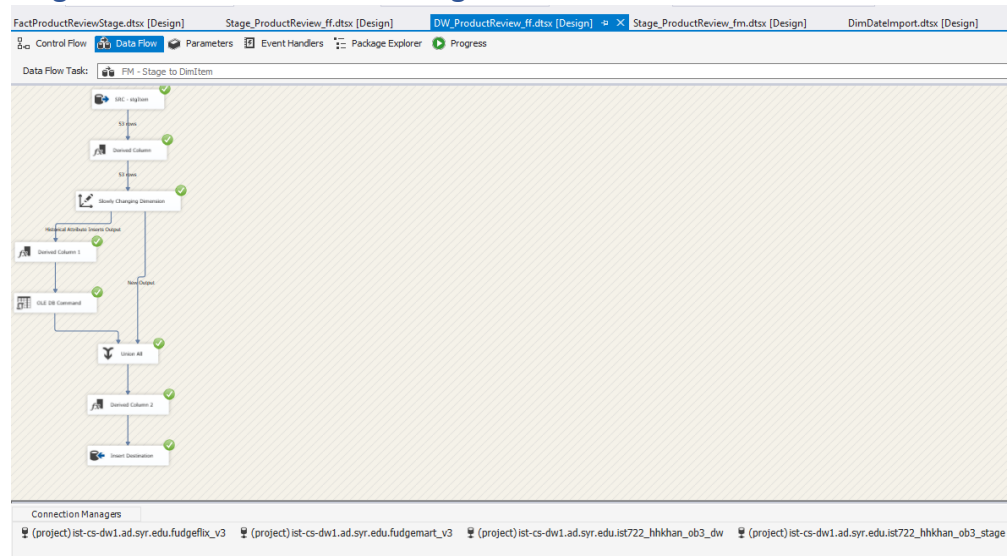 FactProductReviewStage.dtsx [Design] Stage_ProductReview_ff.dtsx [Design] DW_ProductReview_ff.dtsx [Design] Stage_ProductReview_fm.dtsx [Design] DimDateImport.dtsx [Design]
Control Flow Data Flow Parameters Event Handlers Package Explorer Progress
Data Flow Task: FM - Stage to DimItem
53 rows
Derived Column
53 rows
Slowly Changing Dimension
Historical Attribute Inserts Output
Derived Column 1
New Output
OLE DB Command
Union All
Derived Column 2
Insert Destination
Connection Managers
(project) ist-cs-dw1.ad.syr.edu.fudgeflix_v3 (project) ist-cs-dw1.ad.syr.edu.fudgemart_v3 (project) ist-cs-dw1.ad.syr.edu.ist722_hhkhan_ob3_dw (project) ist-cs-dw1.ad.syr.edu.ist722_hhkhan_ob3_stage